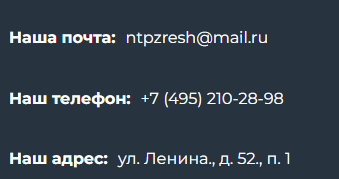 Наша почта: ntpzresh@mail.ru
Наш телефон: +7 (495) 210-28-98
Наш адрес: ул. Ленина., д. 52., п. 1